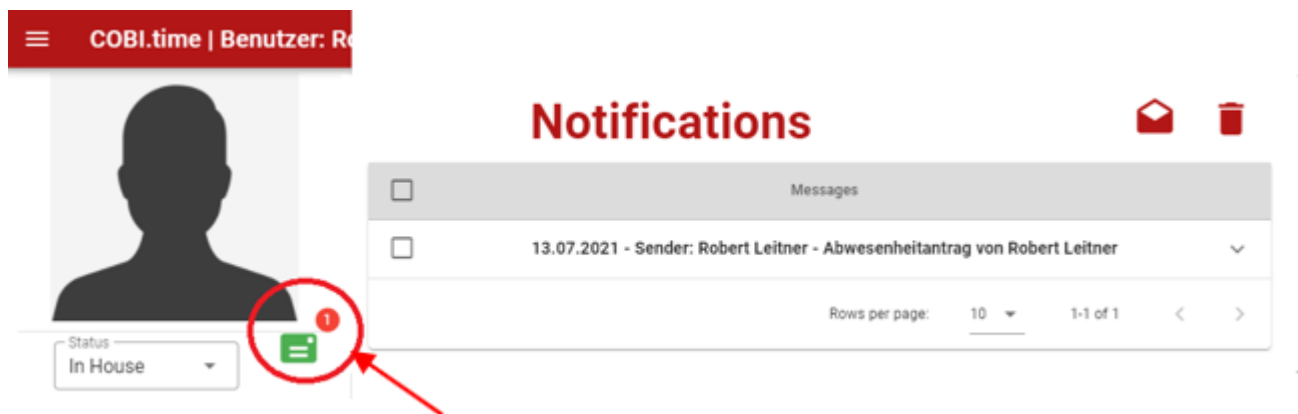 COBI.time | Benutzer: R
Status
In House
1
Notifications
Messages
13.07.2021 - Sender: Robert Leitner - Abwesenheitantrag von Robert Leitner
Rows per page: 10 1-1 of 1